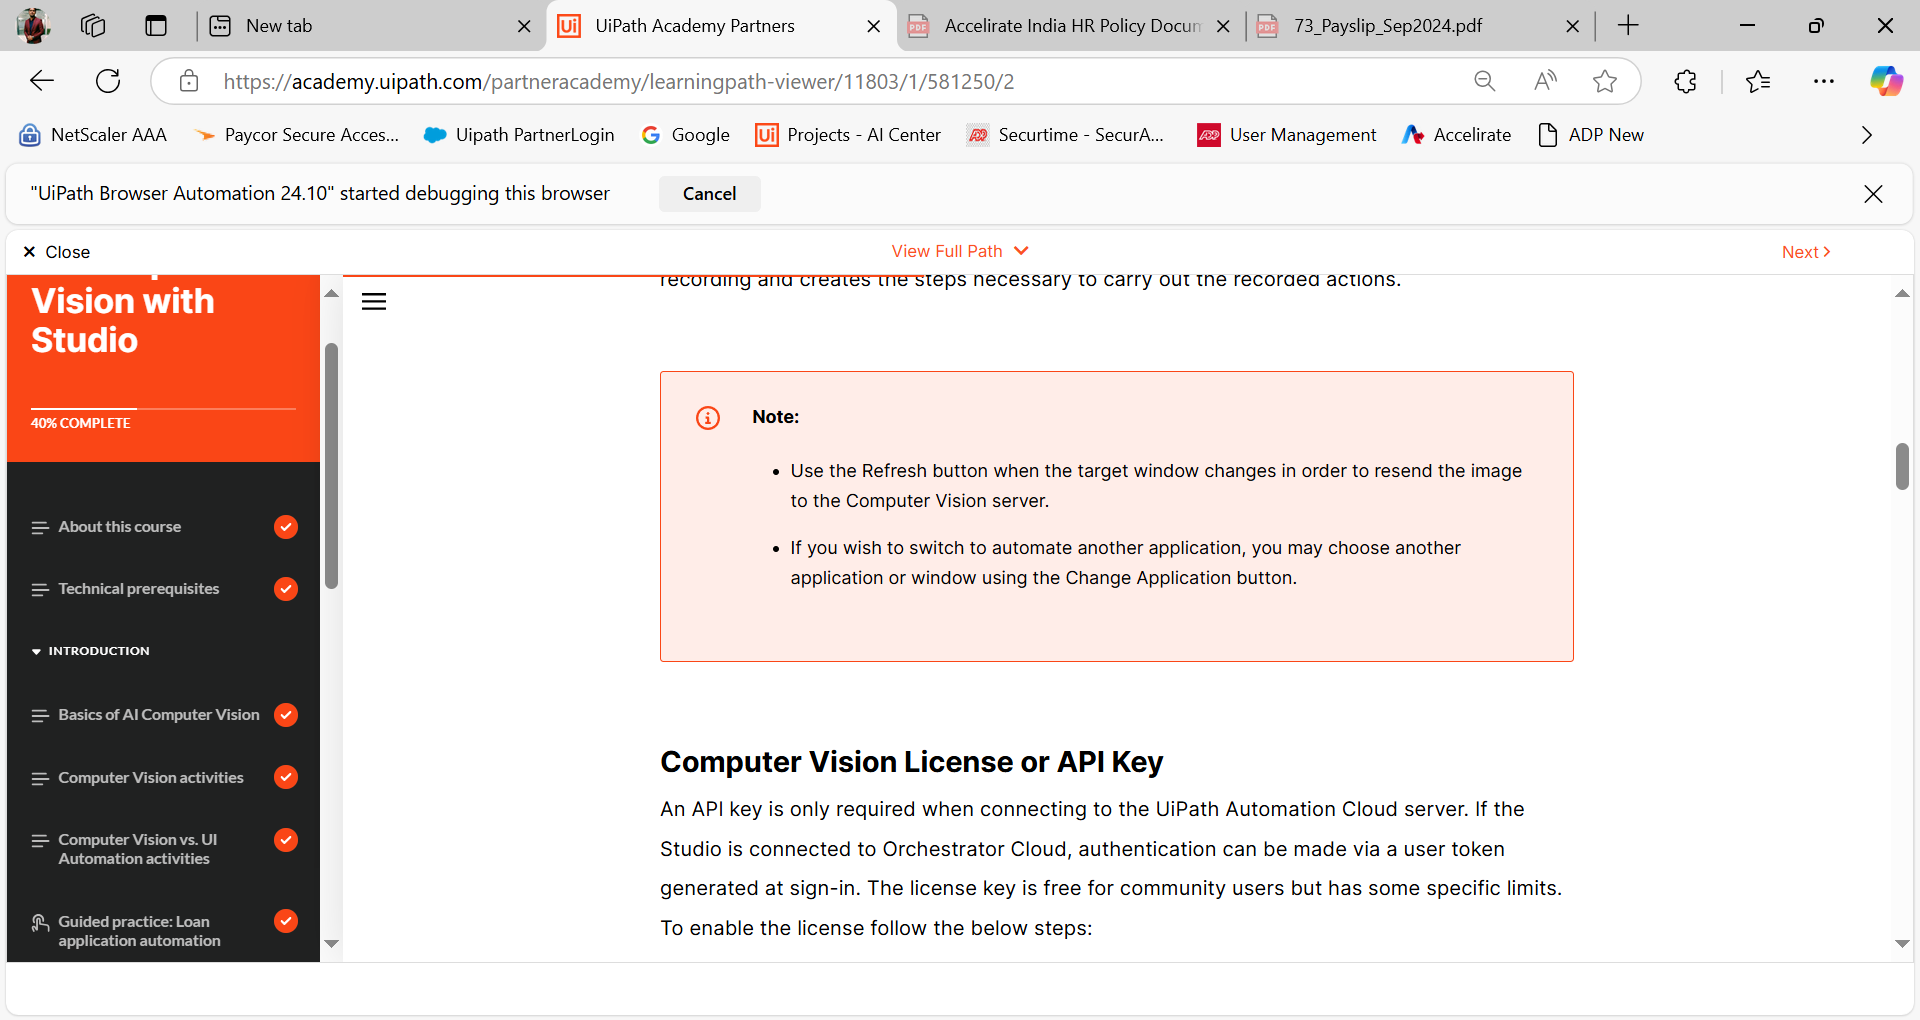 New tab
UiPath Academy Partners
Accelirate India HR Policy Docum
73_Payslip_Sep2024.pdf
https://academy.uipath.com/partneracademy/learningpath-viewer/11803/1/581250/2
NetScaler AAA
Paycor Secure Acces...
Uipath PartnerLogin
Google
Projects - AI Center
Securtime - SecurA...
User Management
Accelirate
ADP New
"UiPath Browser Automation 24.10" started debugging this browser
Cancel
Close
View Full Path
Next
Vision with
Studio
40% COMPLETE
About this course
Technical prerequisites
INTRODUCTION
Basics of AI Computer Vision
Computer Vision activities
Computer Vision vs. UI
Automation activities
Guided practice: Loan
application automation
recording and creates the steps necessary to carry out the recorded actions.
Note:
• Use the Refresh button when the target window changes in order to resend the image
to the Computer Vision server.
• If you wish to switch to automate another application, you may choose another
application or window using the Change Application button.
Computer Vision License or API Key
An API key is only required when connecting to the UiPath Automation Cloud server. If the
Studio is connected to Orchestrator Cloud, authentication can be made via a user token
generated at sign-in. The license key is free for community users but has some specific limits.
To enable the license follow the below steps: